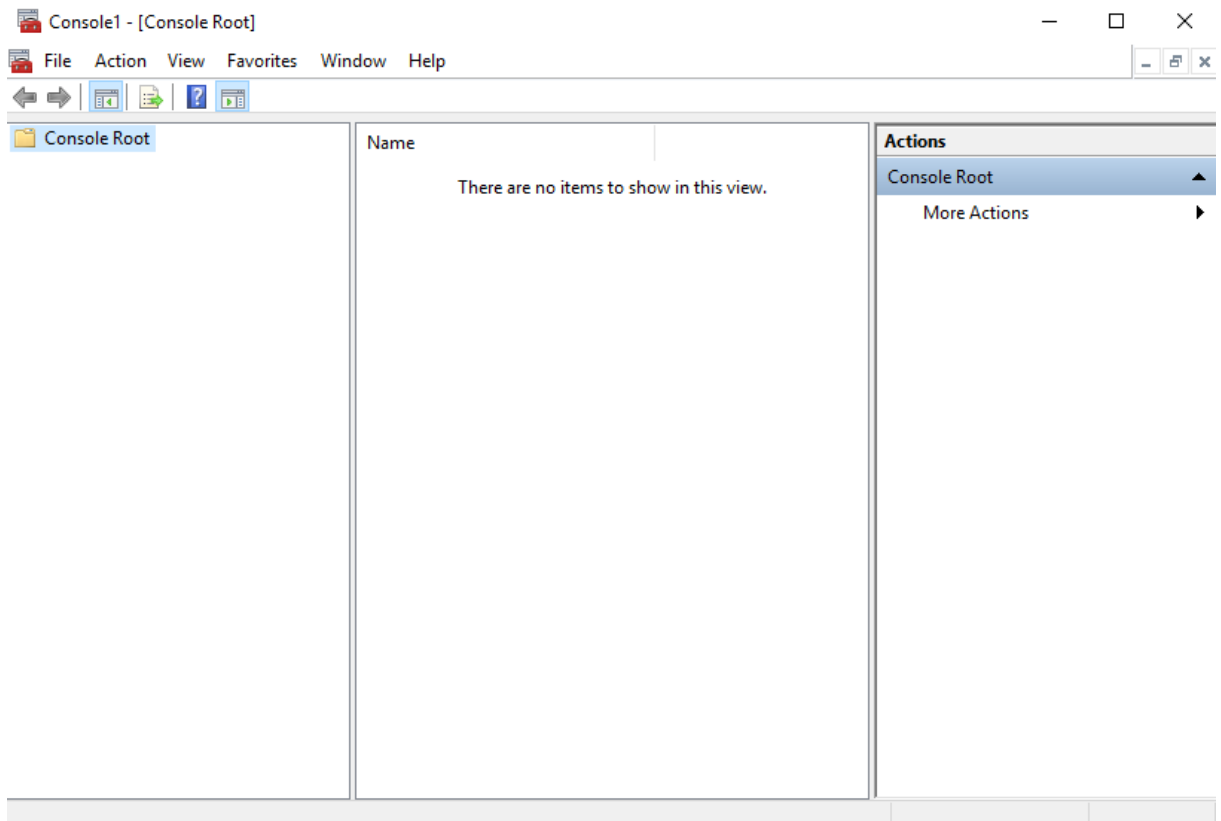 Console1 - [Console Root]
File Action View Favorites Window Help
?
Console Root
Name
There are no items to show in this view.
Actions
Console Root
More Actions